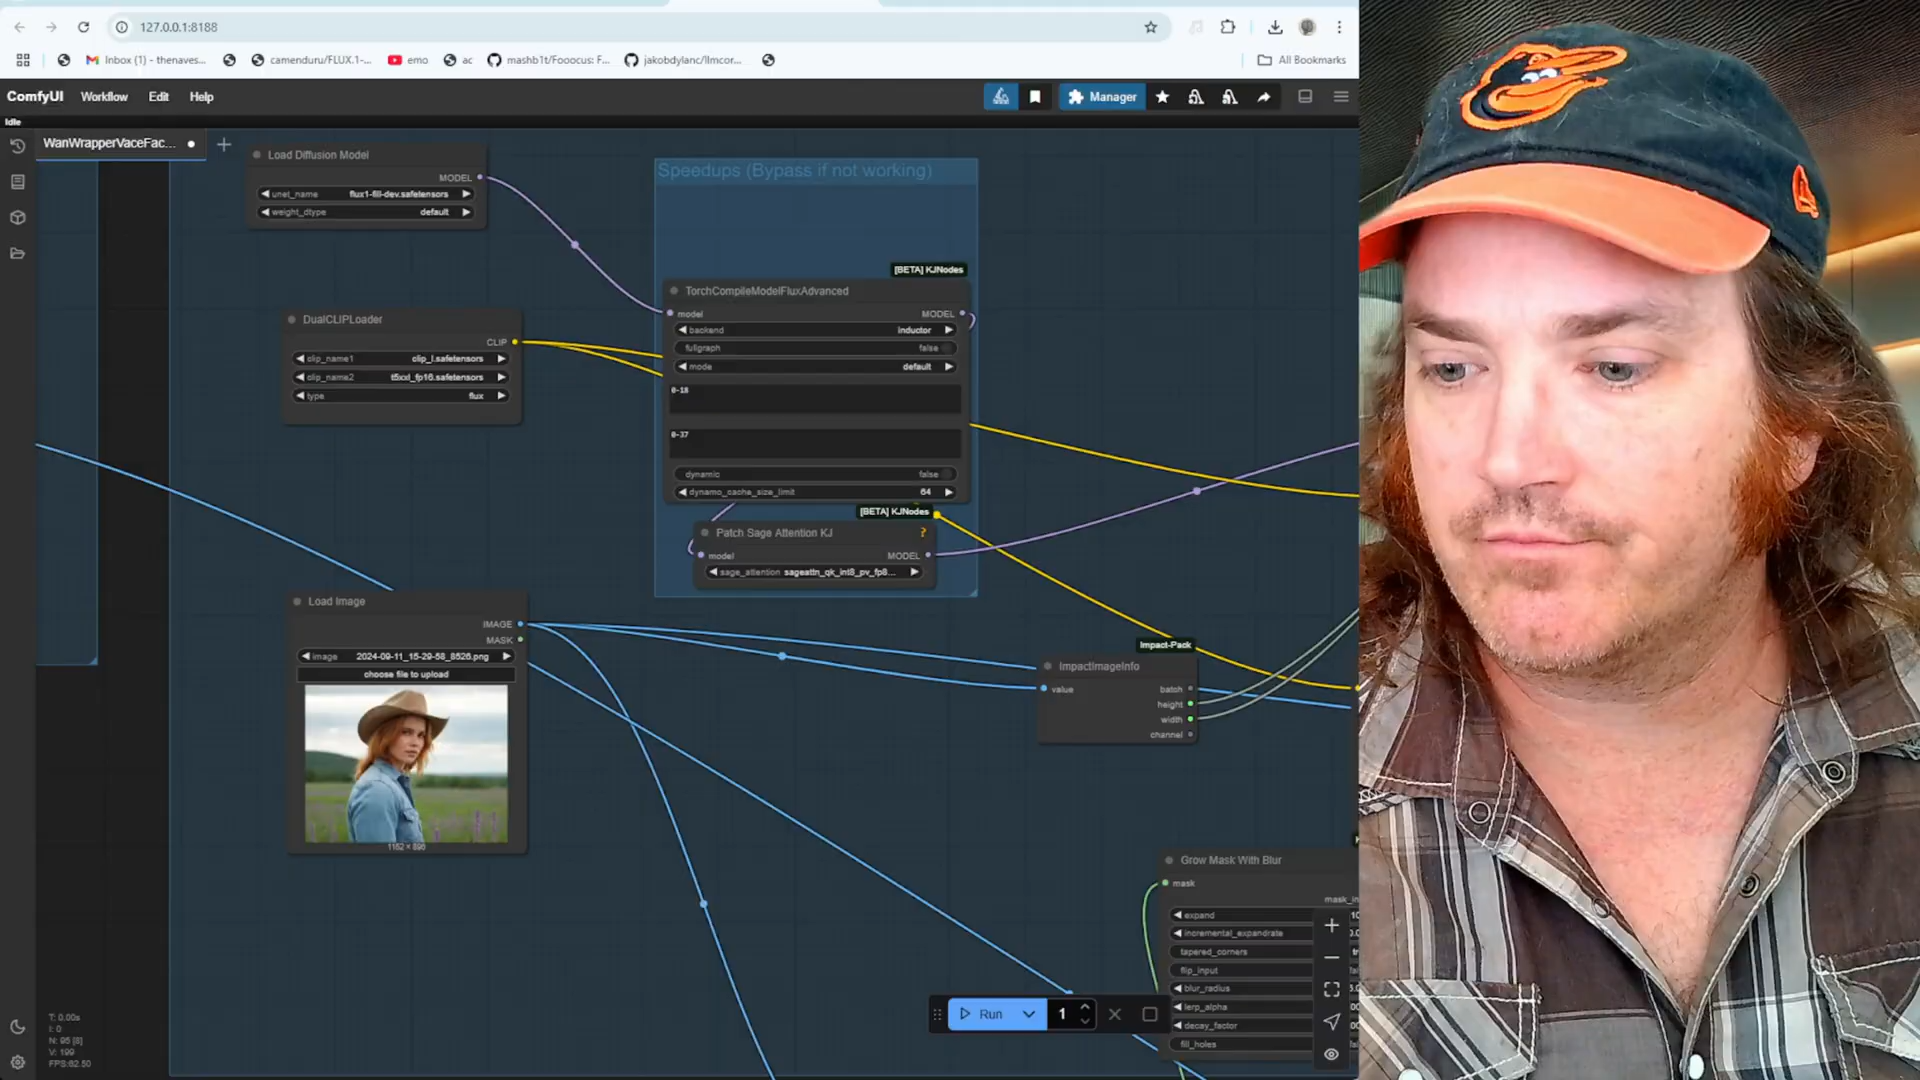 127.0.0.1:8188
Inbox (1) - thenaves...
camenduru/FLUX.1-...
emo
ac
mashb1t/Fooocus: F...
jakobdylanc/llmcor...
All Bookmarks
ComfyUI
Workflow
Edit
Help
Manager
Idle
WanWrapperVaceFac...
Load Diffusion Model
MODEL
unet_name
flux1-fill-dev.safetensors
weight_dtype
default
Speedups (Bypass if not working)
[BETA] KJNodes
TorchCompileModelFluxAdvanced
model
MODEL
backend
inductor
fullgraph
false
mode
default
0-18
0-37
dynamic
false
dynamo_cache_size_limit
64
DualCLIPLoader
CLIP
clip_name1
clip_l.safetensors
clip_name2
t5xxl_fp16.safetensors
type
flux
[BETA] KJNodes
Patch Sage Attention KJ
?
model
MODEL
sage_attention
sageattn_qk_int8_pv_fp8...
Load Image
IMAGE
MASK
image
2024-09-11_15-29-58_8526.png
choose file to upload
1152 × 896
Impact-Pack
ImpactImageInfo
value
batch
height
width
channel
Grow Mask With Blur
mask
mask_in
expand
incremental_expandrate
tapered_corners
flip_input
blur_radius
lerp_alpha
decay_factor
fill_holes
Run
1
T: 0.00s
I: 0
N: 95 [8]
V: 199
FPS:62.50